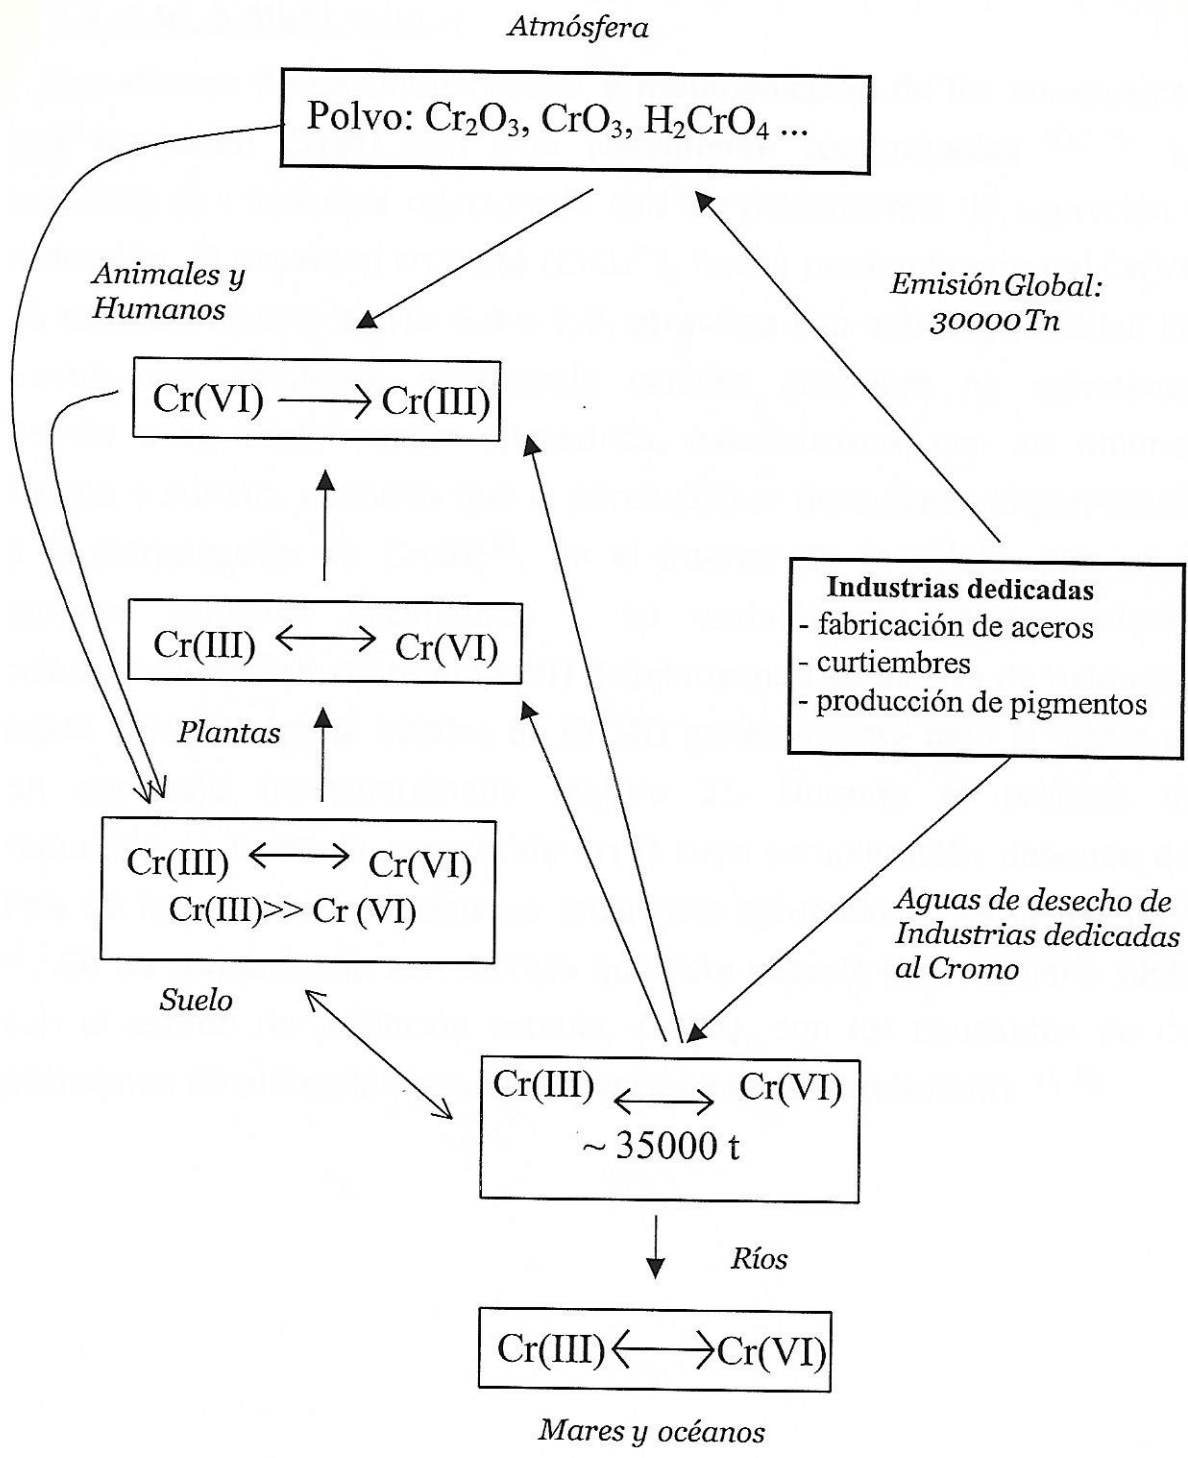 Atmósfera
Polvo: Cr₂O₃, CrO₃, H₂CrO₄ ...
Animales y
Humanos
Emisión Global:
30000 Tn
Cr(VI) ⟶ Cr(III)
Industrias dedicadas
- fabricación de aceros
- curtiembres
- producción de pigmentos
Cr(III) ⟷ Cr(VI)
Plantas
Cr(III) ⟷ Cr(VI)
Cr(III)>> Cr (VI)
Suelo
Aguas de desecho de
Industrias dedicadas
al Cromo
Cr(III) ⟷ Cr(VI)
~ 35000 t
Ríos
Cr(III)⟷Cr(VI)
Mares y océanos